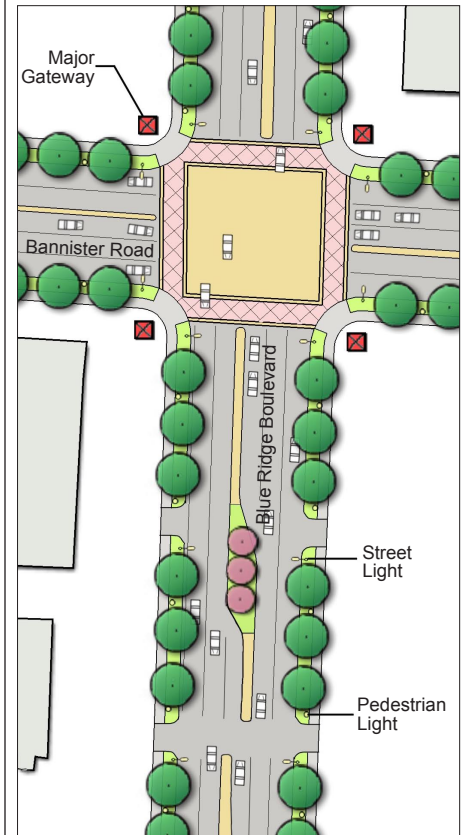 Major
Gateway
Bannister Road
Blue Ridge Boulevard
Street
Light
Pedestrian
Light